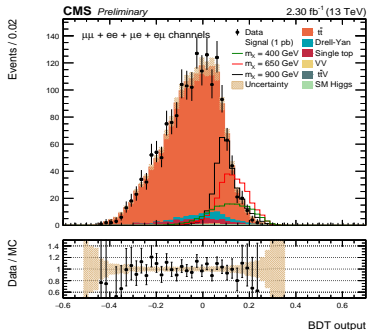 CMS Preliminary 2.30 fb⁻¹ (13 TeV)
Events / 0.02
140
120
100
80
60
40
20
0
μμ + ee + μe + eμ channels
Data
Signal (1 pb)
m_X = 400 GeV
m_X = 650 GeV
m_X = 900 GeV
Uncertainty
tt̄
Drell-Yan
Single top
VV
tt̄V
SM Higgs
Data / MC
1.4
1.2
1
0.8
0.6
-0.6 -0.4 -0.2 0 0.2 0.4 0.6
BDT output